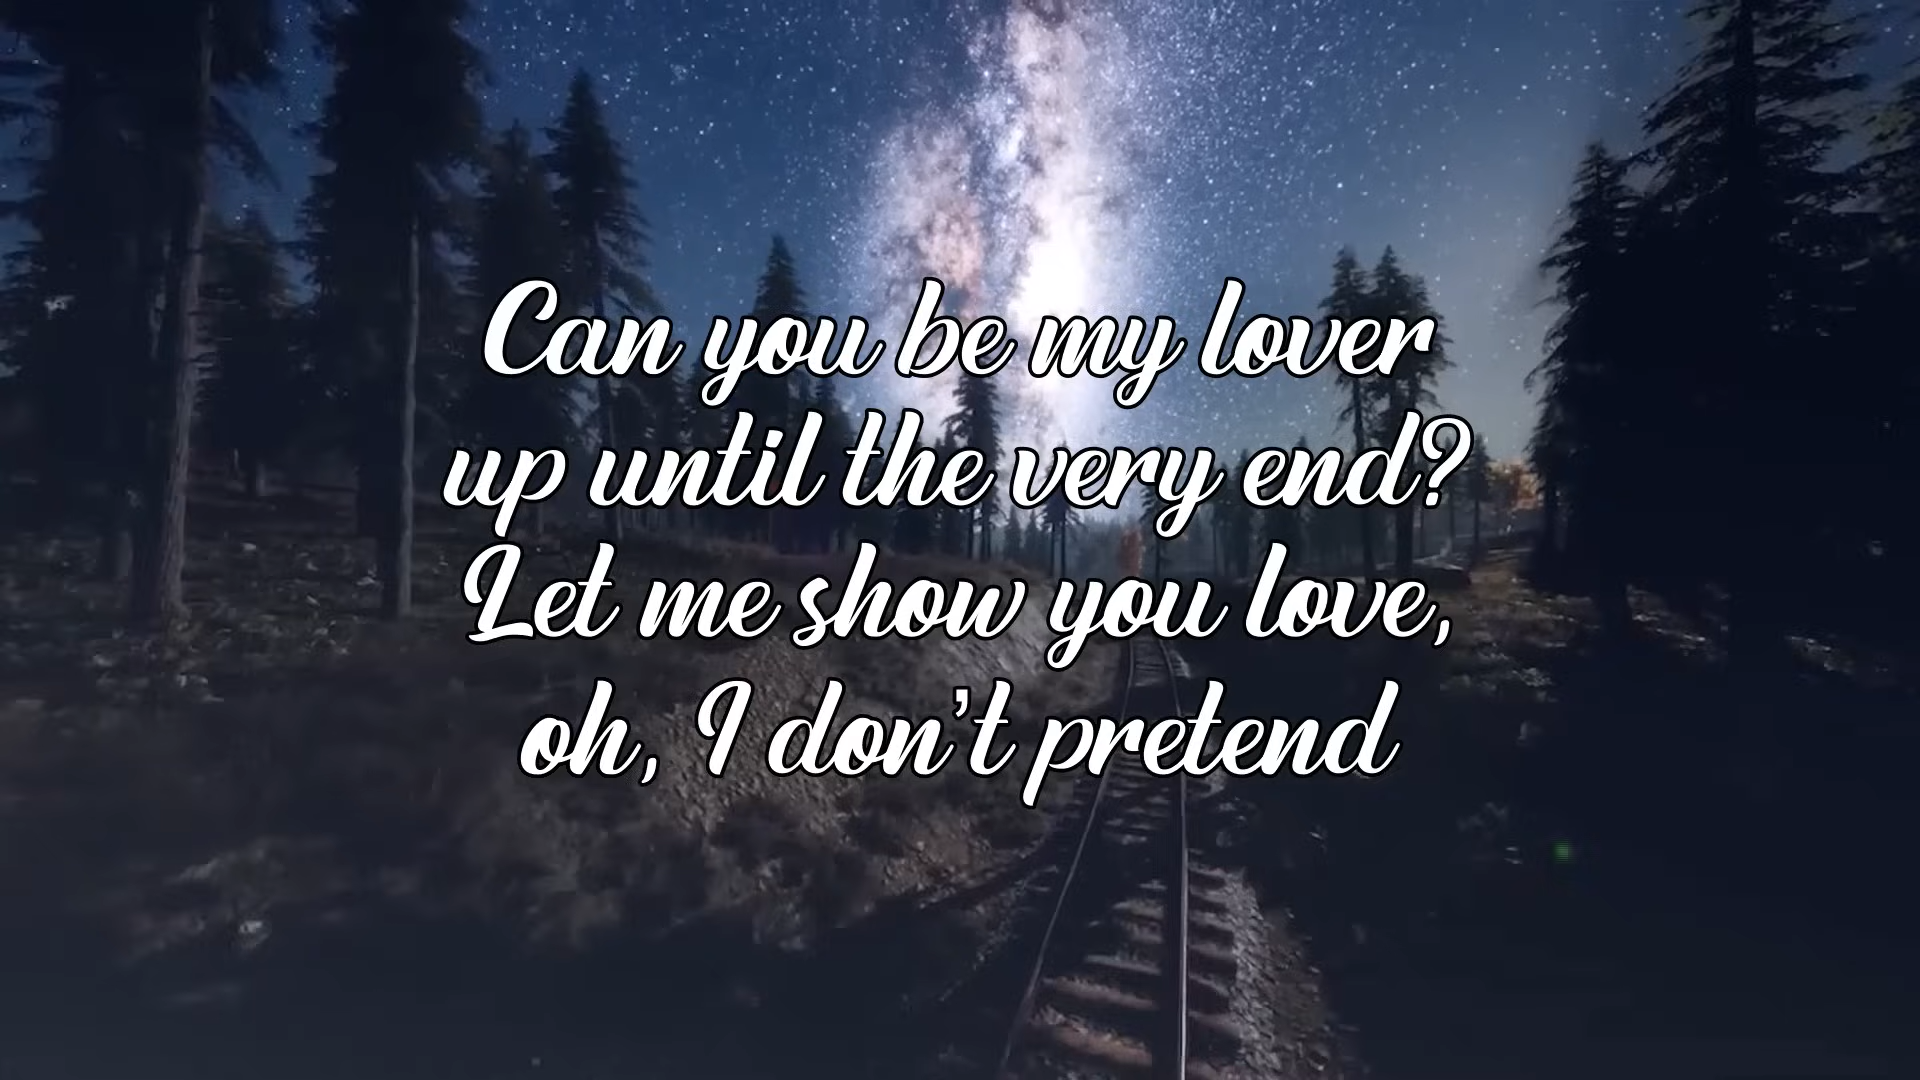 Can you be my lover
up until the very end?
Let me show you love,
oh, I don't pretend